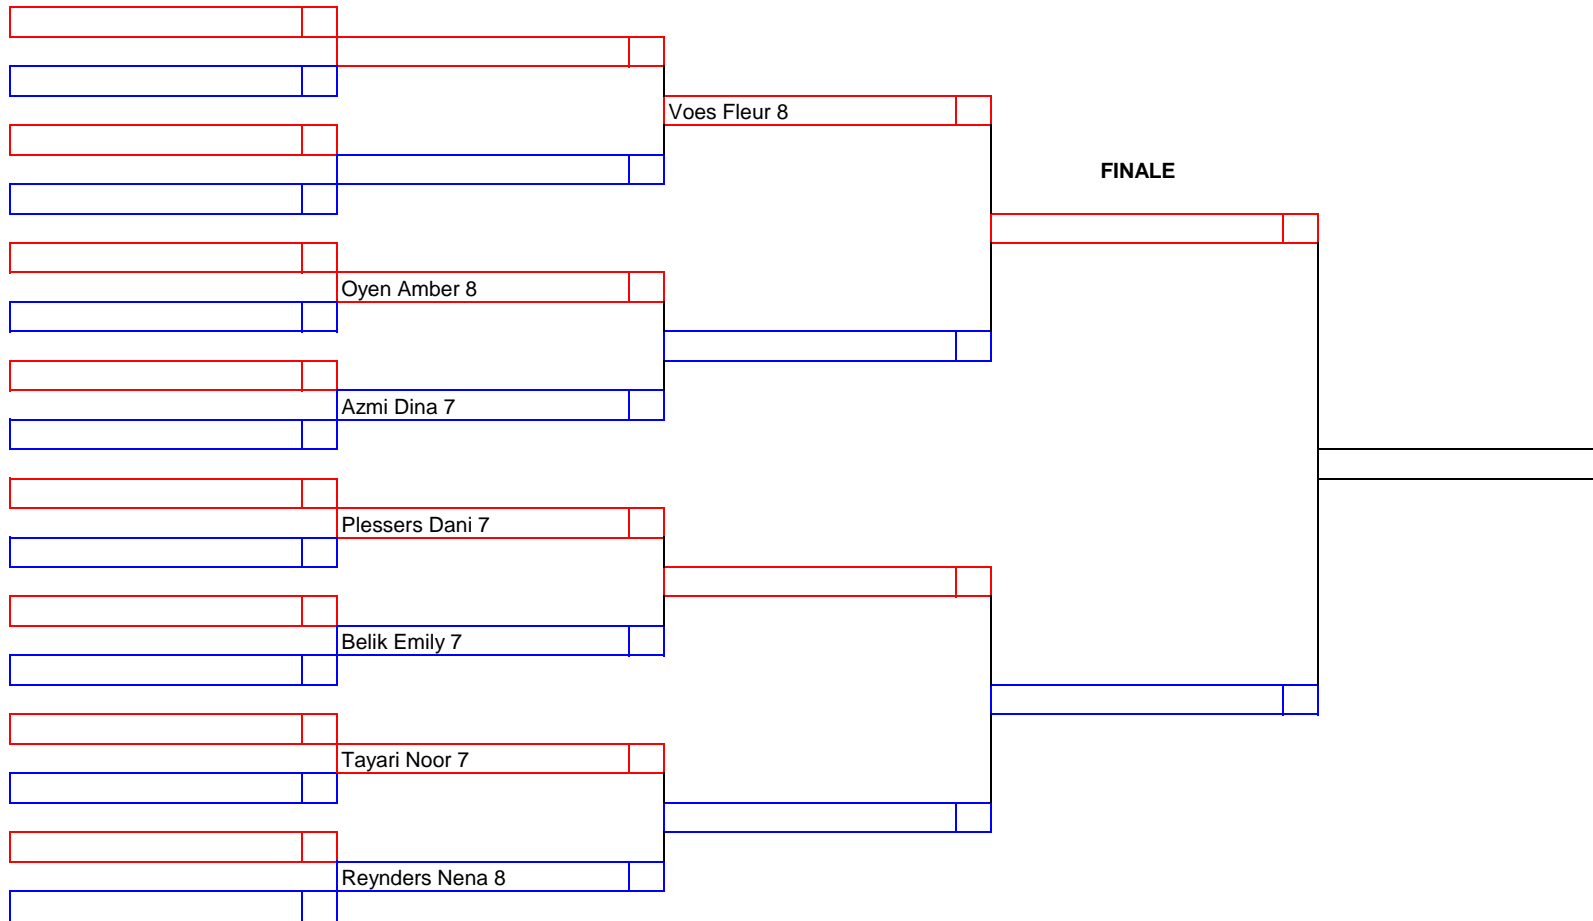 Voes Fleur 8
FINALE
Oyen Amber 8
Azmi Dina 7
Plessers Dani 7
Belik Emily 7
Tayari Noor 7
Reynders Nena 8